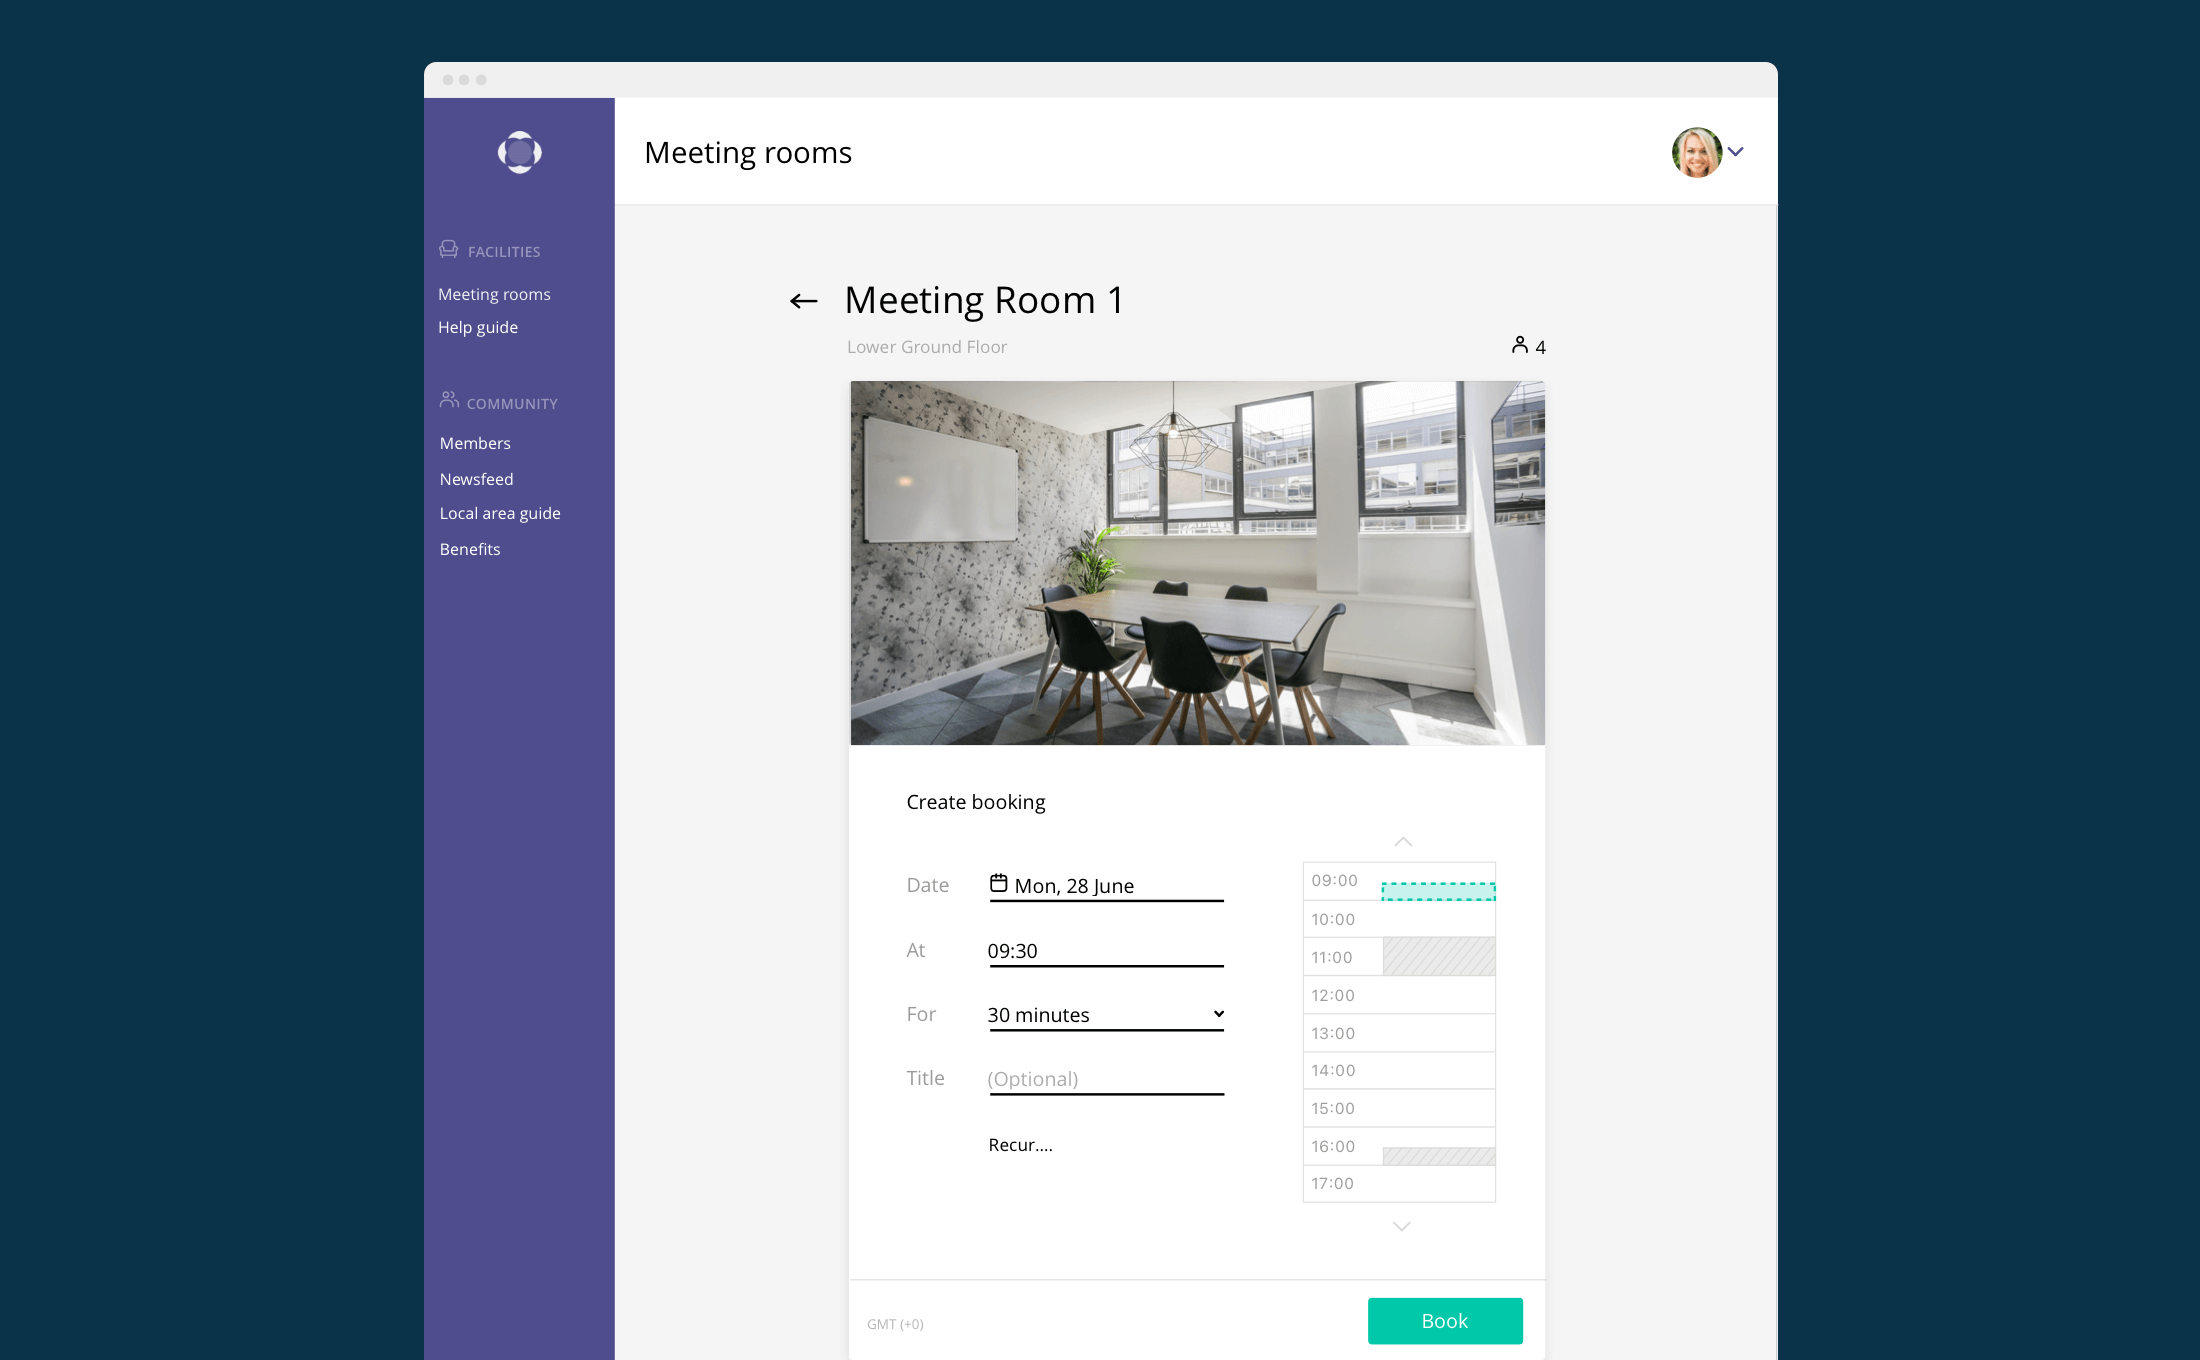 Meeting rooms
FACILITIES
Meeting rooms
Help guide
COMMUNITY
Members
Newsfeed
Local area guide
Benefits
Meeting Room 1
Lower Ground Floor
4
Create booking
Date
Mon, 28 June
At
09:30
For
30 minutes
Title
(Optional)
Recur....
09:00
10:00
11:00
12:00
13:00
14:00
15:00
16:00
17:00
GMT (+0)
Book